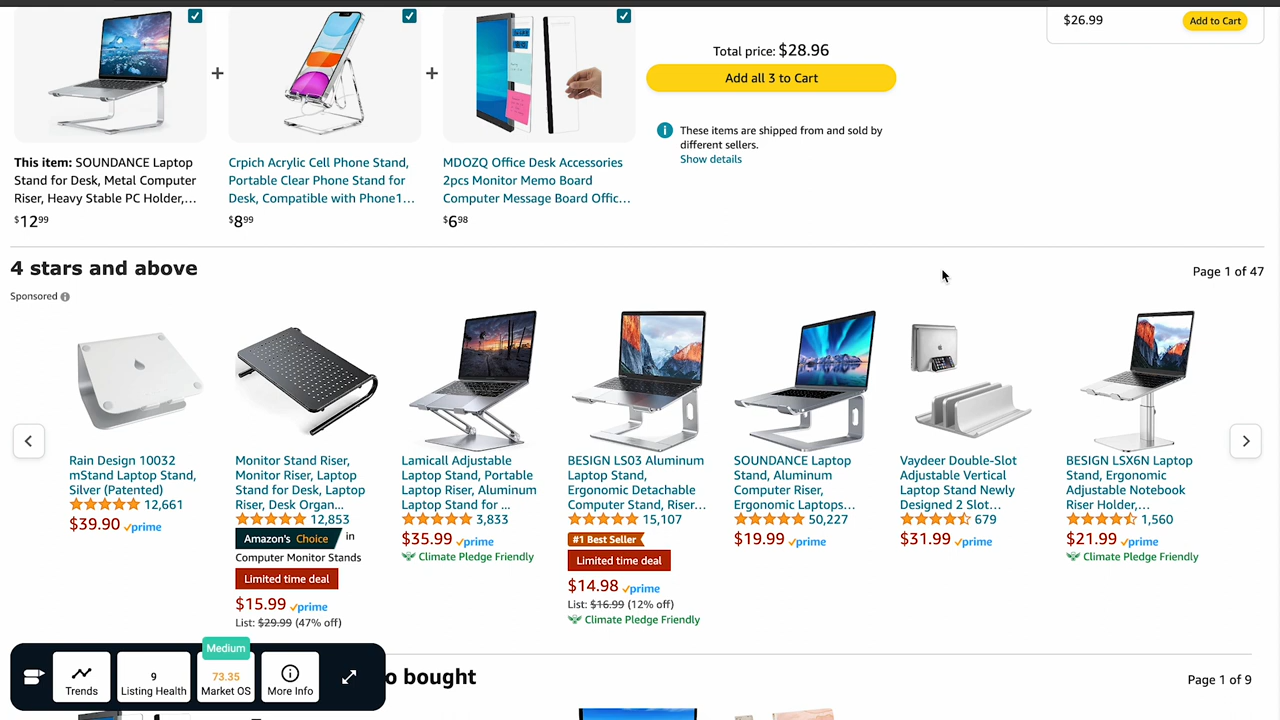 $26.99
Add to Cart
Total price: $28.96
Add all 3 to Cart
These items are shipped from and sold by
different sellers.
Show details
This item: SOUNDANCE Laptop
Stand for Desk, Metal Computer
Riser, Heavy Stable PC Holder,…
$12⁹⁹
Crpich Acrylic Cell Phone Stand,
Portable Clear Phone Stand for
Desk, Compatible with Phone1…
$8⁹⁹
MDOZQ Office Desk Accessories
2pcs Monitor Memo Board
Computer Message Board Offic…
$6⁹⁸
4 stars and above
Page 1 of 47
Sponsored
Rain Design 10032
mStand Laptop Stand,
Silver (Patented)
12,661
$39.90 prime
Monitor Stand Riser,
Monitor Riser, Laptop
Stand for Desk, Laptop
Riser, Desk Organ…
12,853
Amazon's Choice in
Computer Monitor Stands
Limited time deal
$15.99 prime
List: $29.99 (47% off)
Lamicall Adjustable
Laptop Stand, Portable
Laptop Riser, Aluminum
Laptop Stand for ...
3,833
$35.99 prime
Climate Pledge Friendly
BESIGN LS03 Aluminum
Laptop Stand,
Ergonomic Detachable
Computer Stand, Riser…
15,107
#1 Best Seller
Limited time deal
$14.98 prime
List: $16.99 (12% off)
Climate Pledge Friendly
SOUNDANCE Laptop
Stand, Aluminum
Computer Riser,
Ergonomic Laptops…
50,227
$19.99 prime
Vaydeer Double-Slot
Adjustable Vertical
Laptop Stand Newly
Designed 2 Slot…
679
$31.99 prime
BESIGN LSX6N Laptop
Stand, Ergonomic
Adjustable Notebook
Riser Holder,…
1,560
$21.99 prime
Climate Pledge Friendly
o bought
Page 1 of 9
Medium
Trends
9
Listing Health
73.35
Market OS
More Info